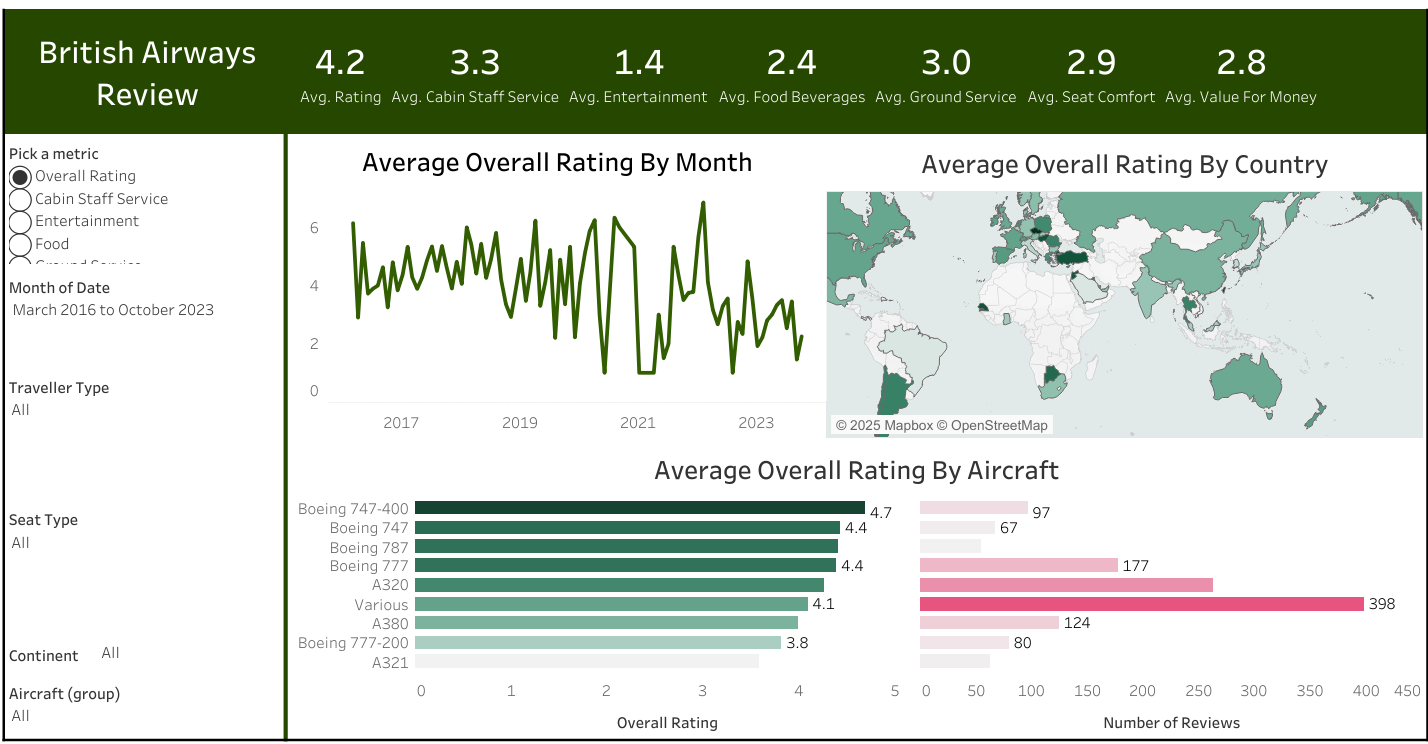 British Airways
Review
4.2 3.3 1.4 2.4 3.0 2.9 2.8
Avg. Rating Avg. Cabin Staff Service Avg. Entertainment Avg. Food Beverages Avg. Ground Service Avg. Seat Comfort Avg. Value For Money
Pick a metric
Overall Rating
Cabin Staff Service
Entertainment
Food
Ground Service
Month of Date
March 2016 to October 2023
Traveller Type
All
Seat Type
All
Continent All
Aircraft (group)
All
Average Overall Rating By Month
6
4
2
0
2017 2019 2021 2023
Average Overall Rating By Country
© 2025 Mapbox © OpenStreetMap
Average Overall Rating By Aircraft
Boeing 747-400 4.7 97
Boeing 747 4.4 67
Boeing 787
Boeing 777 4.4 177
A320
Various 4.1 398
A380 124
Boeing 777-200 3.8 80
A321
0 1 2 3 4 5 0 50 100 150 200 250 300 350 400 450
Overall Rating Number of Reviews